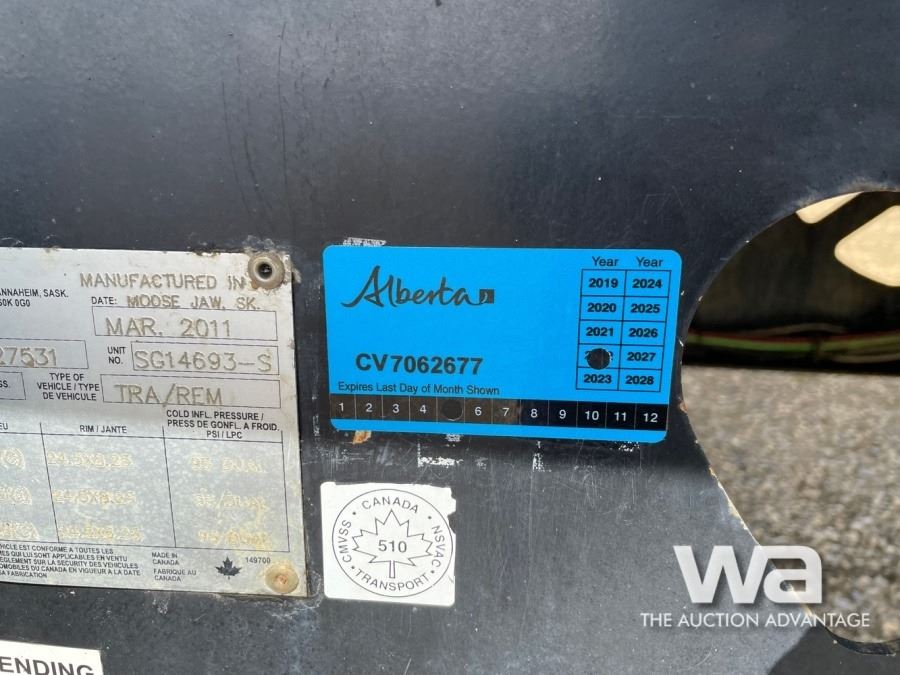 MANUFACTURED IN
ANNAHEIM, SASK.
S0K 0G0
DATE: MOOSE JAW, SK.
MAR. 2011
27531
UNIT NO.
SG14693-S
TYPE OF VEHICLE/TYPE DE VEHICULE
TRA/REM
COLD INFL. PRESSURE/
PRESS DE GONFL. A FROID.
PSI/LPC
RIM / JANTE
24.5X8.25
MADE IN CANADA
FABRIQUE AU CANADA
149700
Alberta
CV7062677
Expires Last Day of Month Shown
Year Year
2019 2024
2020 2025
2021 2026
2027
2023 2028
1 2 3 4 6 7 8 9 10 11 12
CANADA
CMVSS
510
NSVAC
TRANSPORT
ENDING
wa
THE AUCTION ADVANTAGE